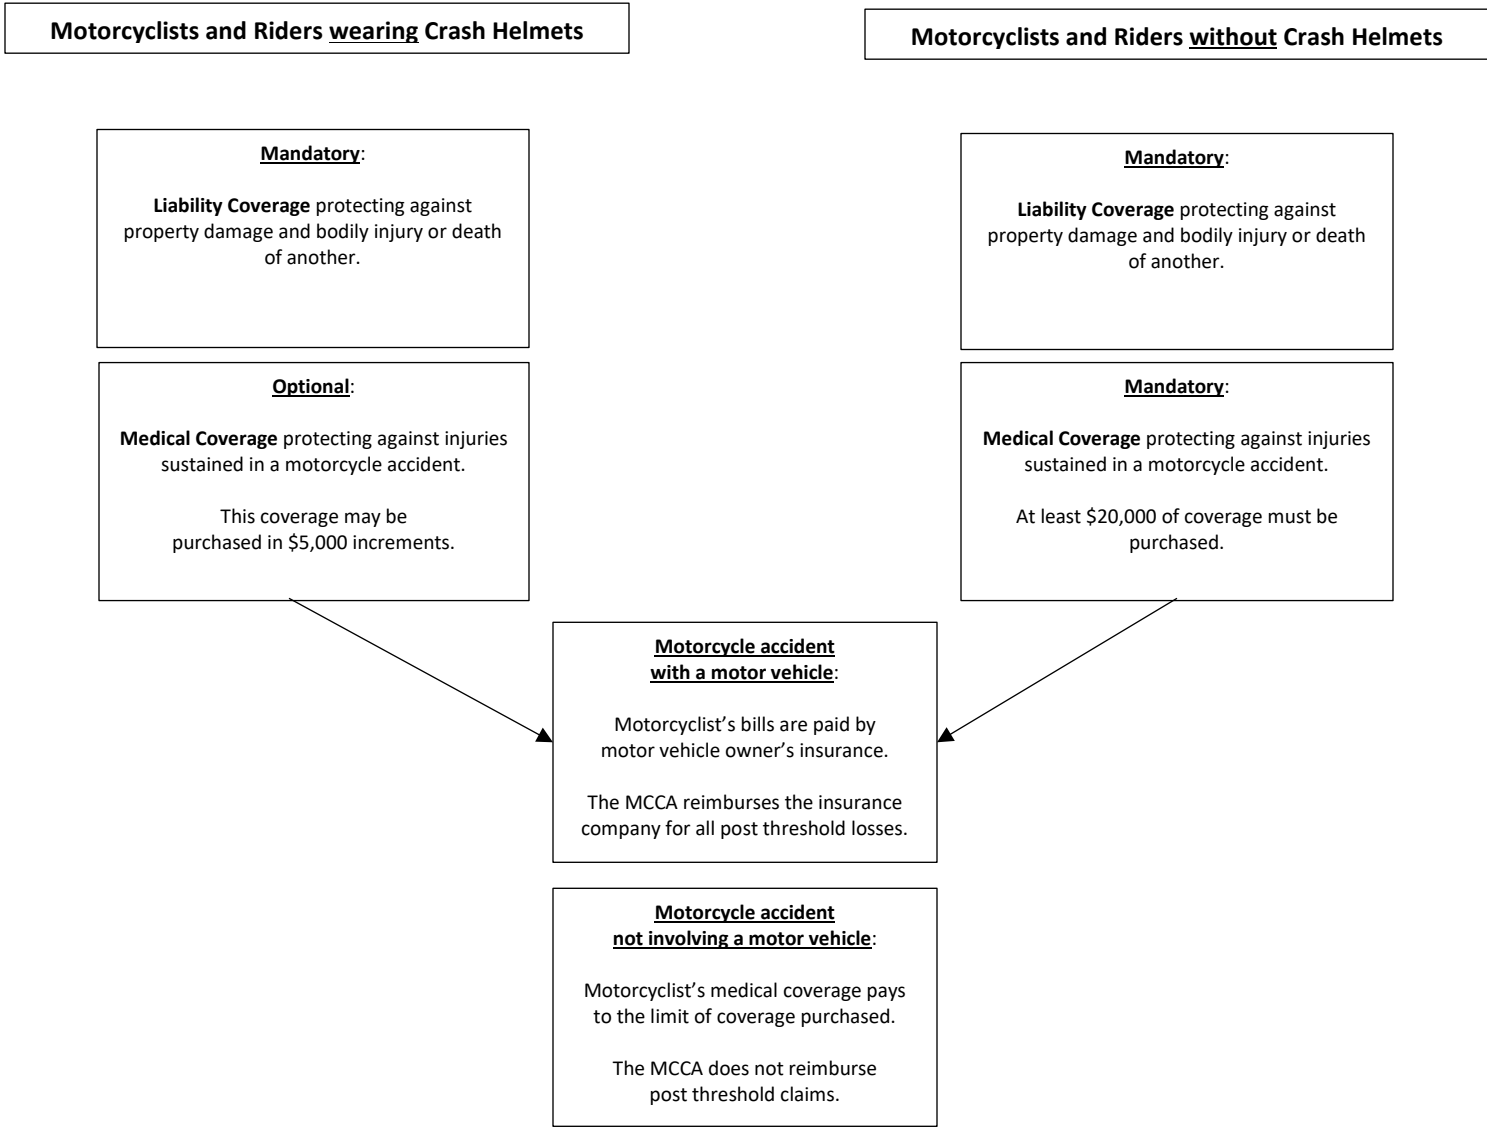 Motorcyclists and Riders wearing Crash Helmets
Motorcyclists and Riders without Crash Helmets
Mandatory:
Liability Coverage protecting against
property damage and bodily injury or death
of another.
Mandatory:
Liability Coverage protecting against
property damage and bodily injury or death
of another.
Optional:
Medical Coverage protecting against injuries
sustained in a motorcycle accident.
This coverage may be
purchased in $5,000 increments.
Mandatory:
Medical Coverage protecting against injuries
sustained in a motorcycle accident.
At least $20,000 of coverage must be
purchased.
Motorcycle accident
with a motor vehicle:
Motorcyclist’s bills are paid by
motor vehicle owner’s insurance.
The MCCA reimburses the insurance
company for all post threshold losses.
Motorcycle accident
not involving a motor vehicle:
Motorcyclist’s medical coverage pays
to the limit of coverage purchased.
The MCCA does not reimburse
post threshold claims.